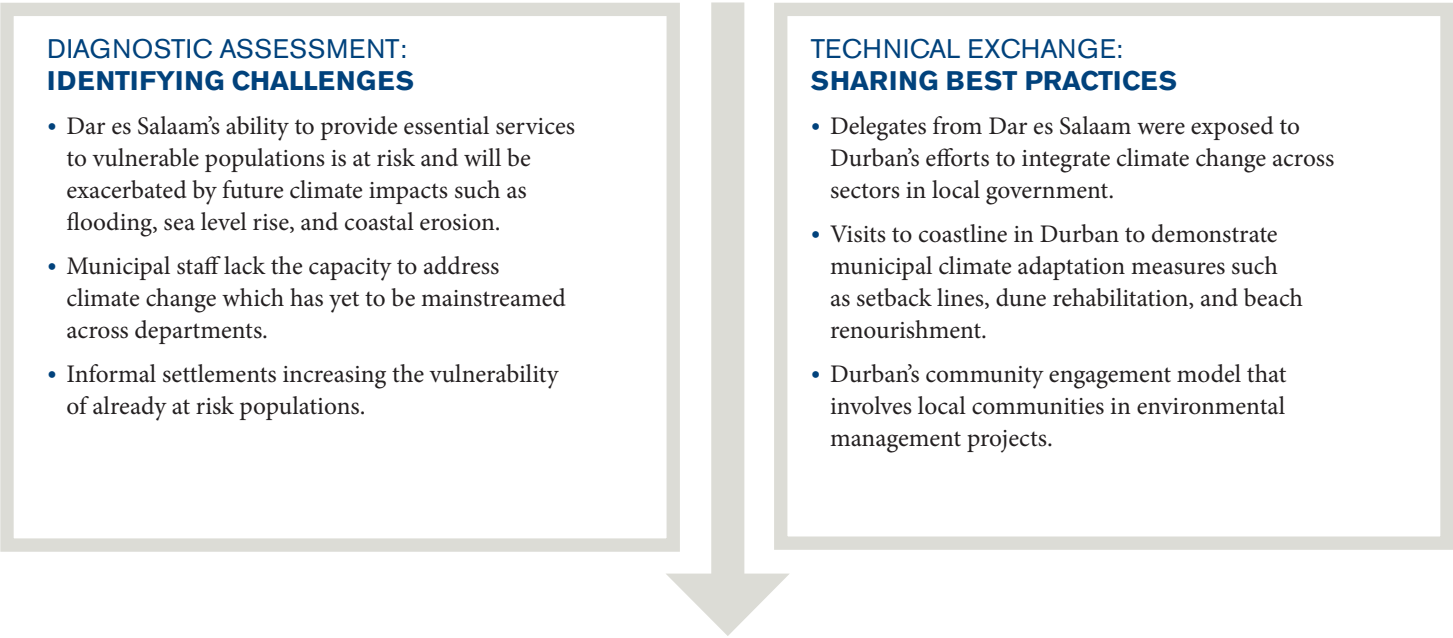 DIAGNOSTIC ASSESSMENT:
IDENTIFYING CHALLENGES
• Dar es Salaam’s ability to provide essential services
to vulnerable populations is at risk and will be
exacerbated by future climate impacts such as
flooding, sea level rise, and coastal erosion.
• Municipal staff lack the capacity to address
climate change which has yet to be mainstreamed
across departments.
• Informal settlements increasing the vulnerability
of already at risk populations.
TECHNICAL EXCHANGE:
SHARING BEST PRACTICES
• Delegates from Dar es Salaam were exposed to
Durban’s efforts to integrate climate change across
sectors in local government.
• Visits to coastline in Durban to demonstrate
municipal climate adaptation measures such
as setback lines, dune rehabilitation, and beach
renourishment.
• Durban’s community engagement model that
involves local communities in environmental
management projects.